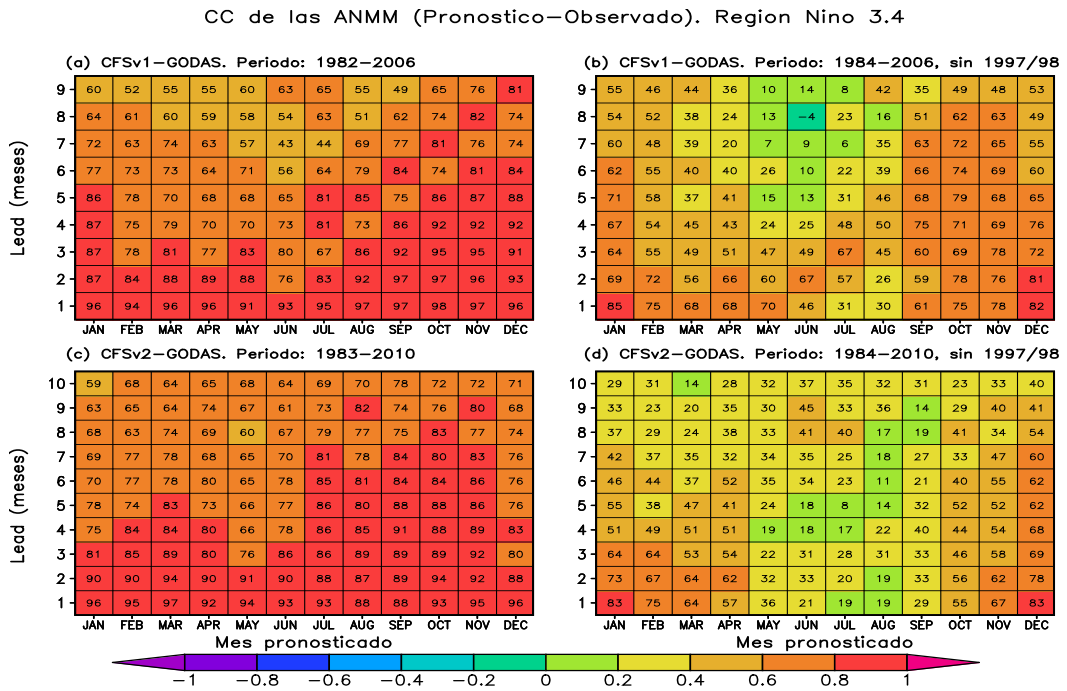 CC de las ANMM (Pronostico-Observado). Region Nino 3.4
(a) CFSv1-GODAS. Periodo: 1982-2006
9 60 52 55 55 60 63 65 55 49 65 76 81
8 64 61 60 59 58 54 63 51 62 74 82 74
7 72 63 74 63 57 43 44 69 77 81 76 74
6 77 73 73 64 71 56 64 79 84 74 81 84
5 86 78 70 68 68 65 81 85 75 86 87 88
4 87 75 79 70 70 73 81 73 86 92 92 92
3 87 78 81 77 83 80 67 86 92 95 95 91
2 87 84 88 89 88 76 83 92 97 97 96 93
1 96 94 96 96 91 93 95 97 97 98 97 96
JAN FEB MAR APR MAY JUN JUL AUG SEP OCT NOV DEC
Lead (meses)
(b) CFSv1-GODAS. Periodo: 1984-2006, sin 1997/98
9 55 46 44 36 10 14 8 42 35 49 48 53
8 54 52 38 24 13 -4 23 16 51 62 63 49
7 60 48 39 20 7 9 6 35 63 72 65 55
6 62 55 40 40 26 10 22 39 66 74 69 60
5 71 58 37 41 15 13 31 46 68 79 68 65
4 67 54 45 43 24 25 48 50 75 71 69 76
3 64 55 49 51 47 49 67 45 60 69 78 72
2 69 72 56 66 60 67 57 26 59 78 76 81
1 85 75 68 68 70 46 31 30 61 75 78 82
JAN FEB MAR APR MAY JUN JUL AUG SEP OCT NOV DEC
(c) CFSv2-GODAS. Periodo: 1983-2010
10 59 68 64 65 68 64 69 70 78 72 72 71
9 63 65 64 74 67 61 73 82 74 76 80 68
8 68 63 74 69 60 67 79 77 75 83 77 74
7 69 77 78 68 65 70 81 78 84 80 83 76
6 70 77 78 80 65 78 85 81 84 84 86 76
5 78 74 83 73 66 77 86 80 88 88 86 76
4 75 84 84 80 66 78 86 85 91 88 89 83
3 81 85 89 80 76 86 86 89 89 89 92 80
2 90 90 94 90 91 90 88 87 89 94 92 88
1 96 95 97 92 94 93 93 88 88 93 95 96
JAN FEB MAR APR MAY JUN JUL AUG SEP OCT NOV DEC
Lead (meses)
Mes pronosticado
(d) CFSv2-GODAS. Periodo: 1984-2010, sin 1997/98
10 29 31 14 28 32 37 35 32 31 23 33 40
9 33 23 20 35 30 45 33 36 14 29 40 41
8 37 29 24 38 33 41 40 17 19 41 34 54
7 42 37 35 32 34 35 25 18 27 33 47 60
6 46 44 37 52 35 34 23 11 21 40 55 62
5 55 38 47 41 24 18 8 14 32 52 52 62
4 51 49 51 51 19 18 17 22 40 44 54 68
3 64 64 53 54 22 31 28 31 33 46 58 69
2 73 67 64 62 32 33 20 19 33 56 62 78
1 83 75 64 57 36 21 19 19 29 55 67 83
JAN FEB MAR APR MAY JUN JUL AUG SEP OCT NOV DEC
Mes pronosticado
-1 -0.8 -0.6 -0.4 -0.2 0 0.2 0.4 0.6 0.8 1